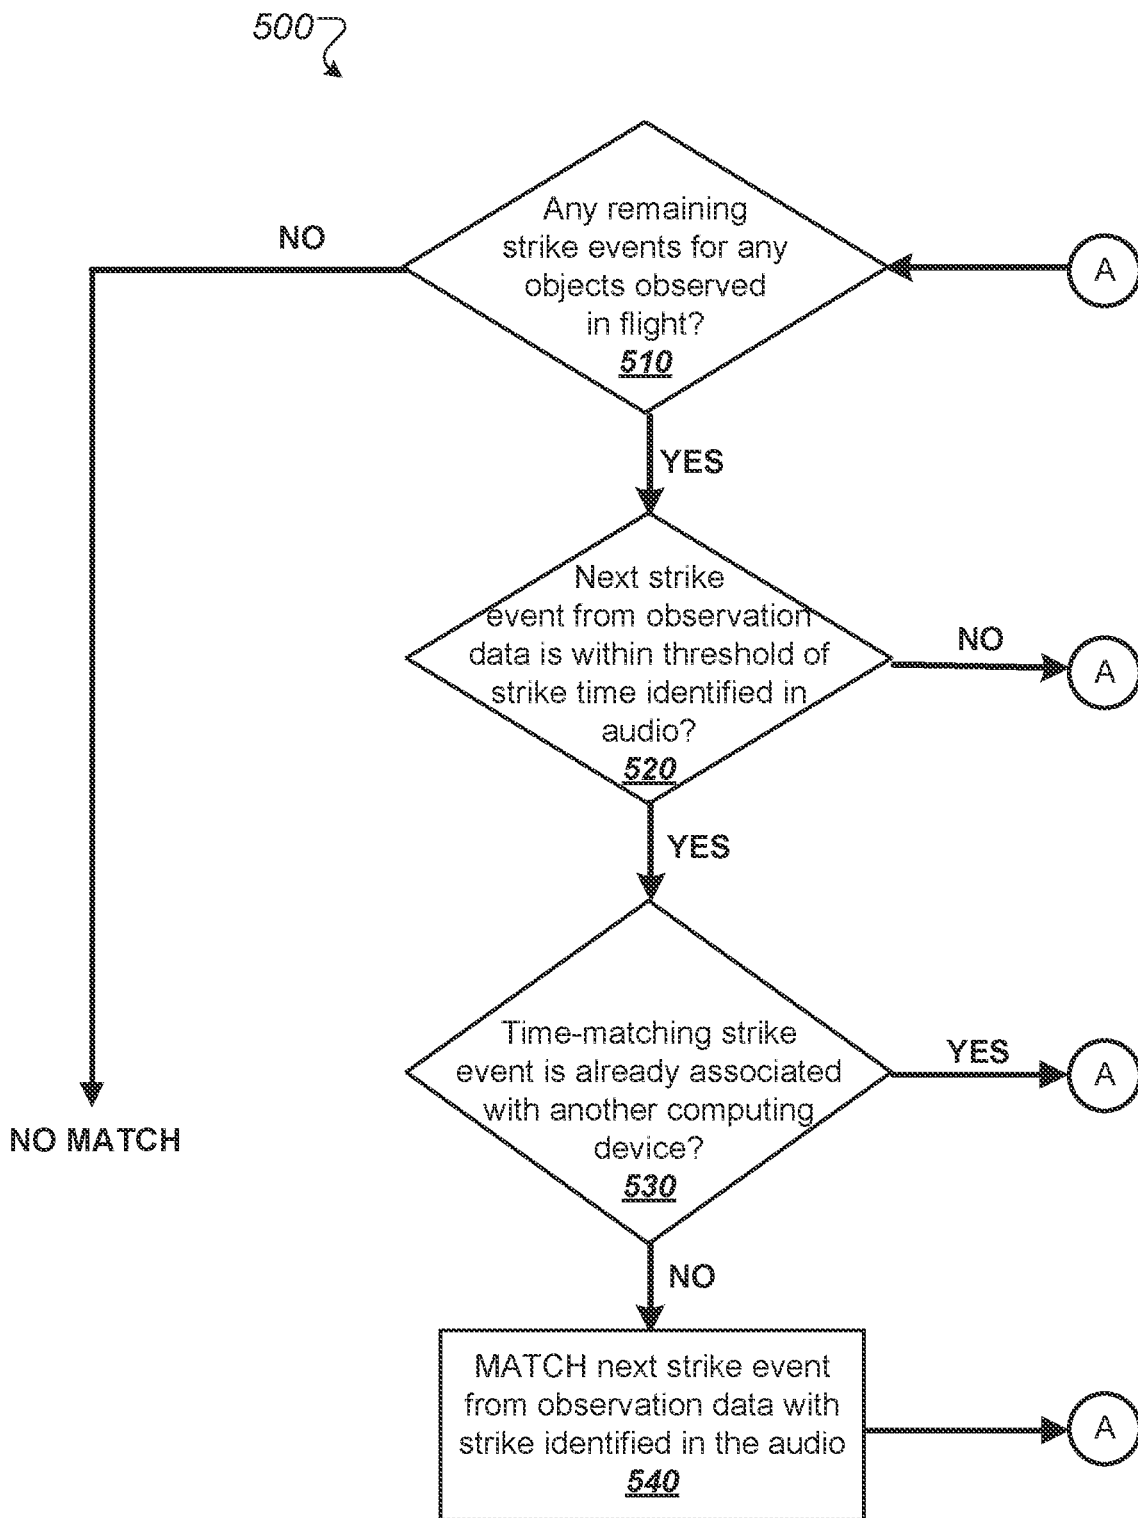 500
Any remaining
strike events for any
objects observed
in flight?
510
NO
A
YES
Next strike
event from observation
data is within threshold of
strike time identified in
audio?
520
NO
A
YES
Time-matching strike
event is already associated
with another computing
device?
530
YES
A
NO MATCH
NO
MATCH next strike event
from observation data with
strike identified in the audio
540
A